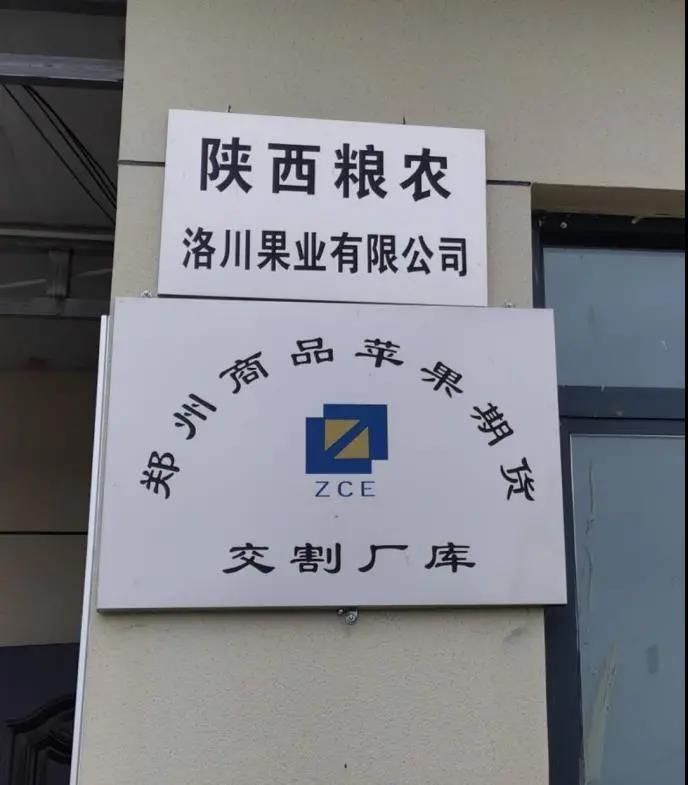 陕西粮农
洛川果业有限公司
郑州商品苹果期货
ZCE
交割厂库